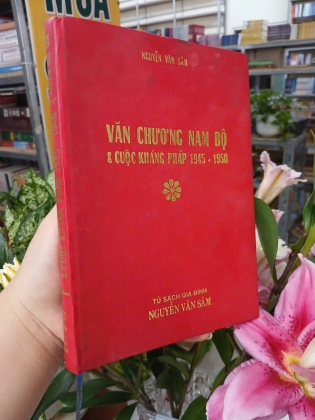 MÙA
NGUYỄN VĂN SÂM
VĂN CHƯƠNG NAM BỘ
& CUỘC KHÁNG PHÁP 1945 - 1950
TỦ SÁCH GIA ĐÌNH
NGUYỄN VĂN SÂM